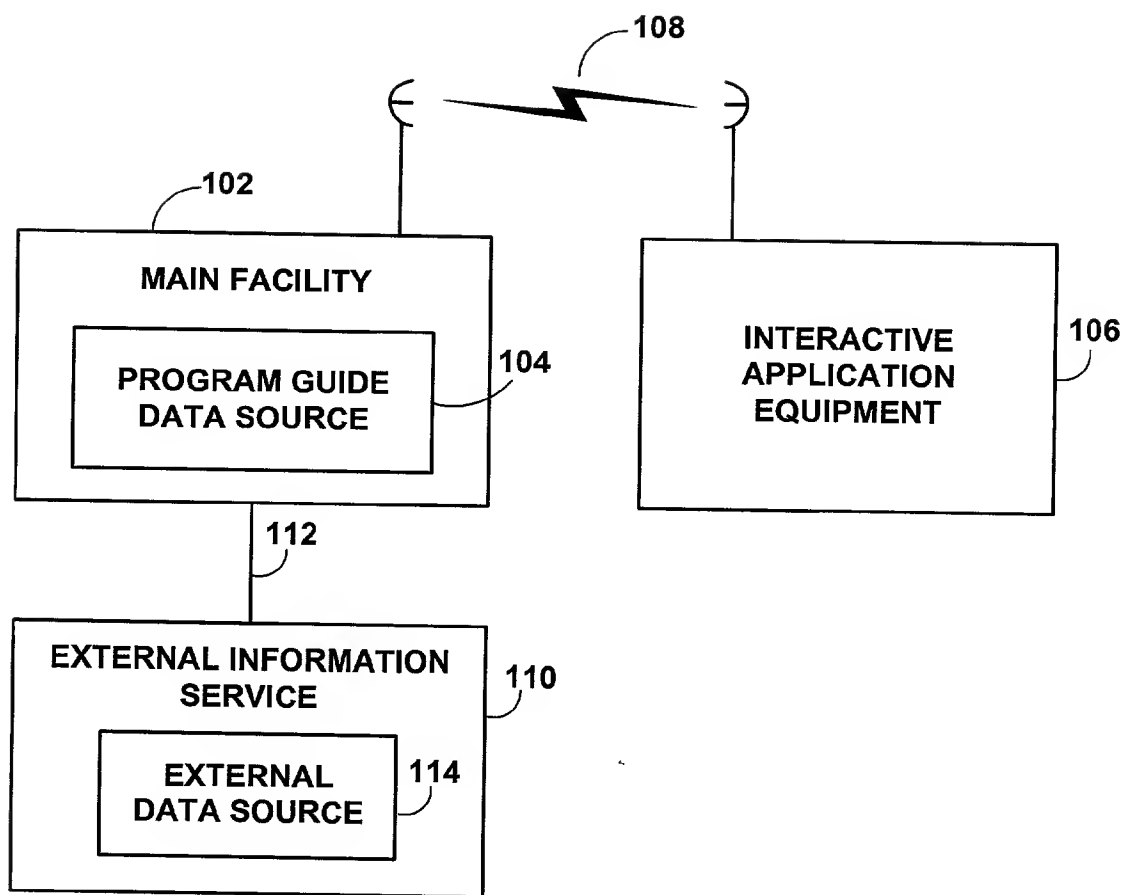 108
102
MAIN FACILITY
PROGRAM GUIDE
DATA SOURCE
104
INTERACTIVE
APPLICATION
EQUIPMENT
106
112
EXTERNAL INFORMATION
SERVICE
110
EXTERNAL
DATA SOURCE
114